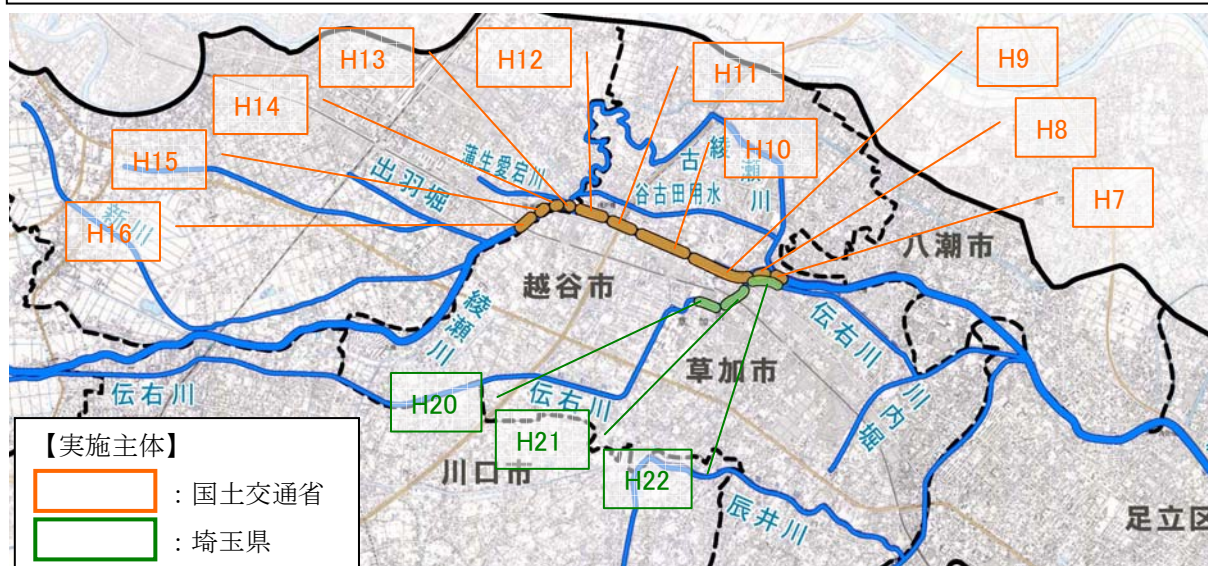 H13
H12
H11
H9
H14
H8
H10
H15
H7
H16
蒲生愛宕川
古綾瀬川
谷古田用水
出羽堀
新川
八潮市
越谷市
綾瀬川
伝右川
草加市
伝右川
伝右川
川内堀
H20
H21
H22
川口市
辰井川
足立区
【実施主体】
：国土交通省
：埼玉県